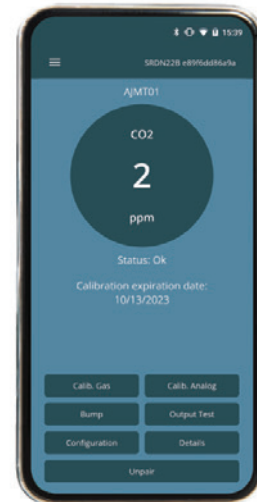 15:39
SRDN22B e89f6dd86a9a
AJMT01
CO2
2
ppm
Status: Ok
Calibration expiration date:
10/13/2023
Calib. Gas Calib. Analog
Bump Output Test
Configuration Details
Unpair